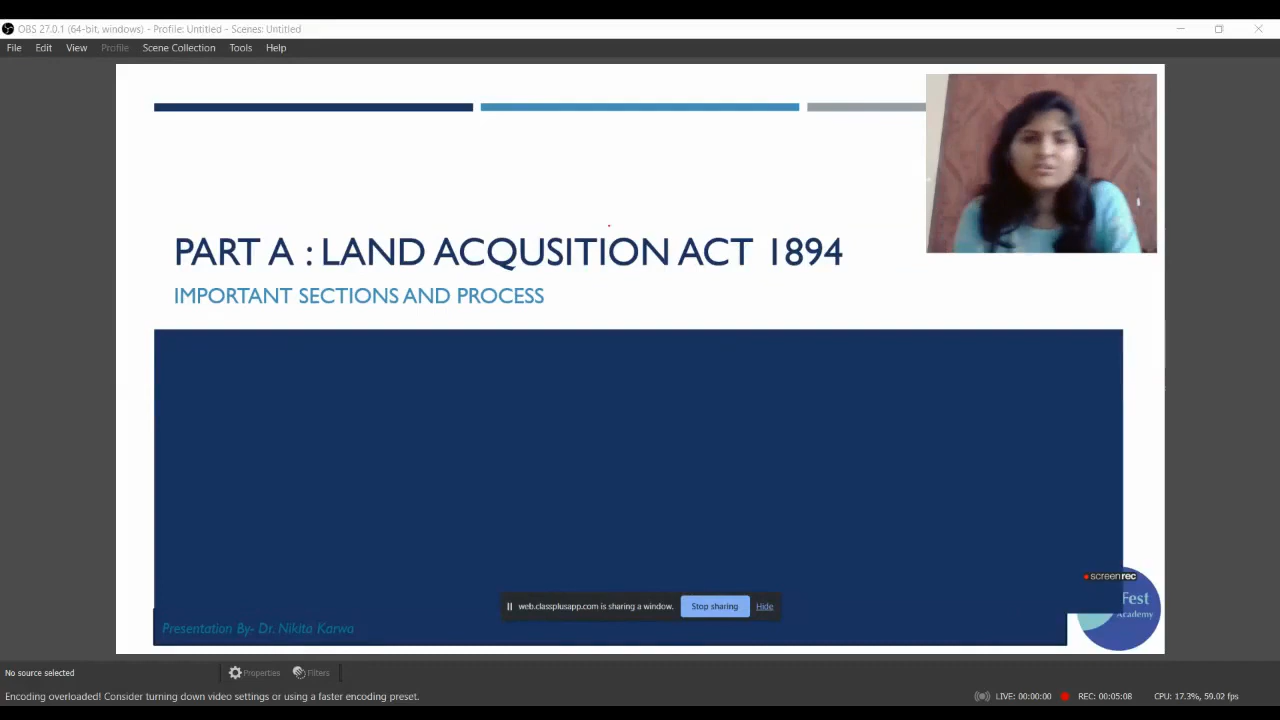 OBS 27.0.1 (64-bit, windows) - Profile: Untitled - Scenes: Untitled
File Edit View Profile Scene Collection Tools Help
PART A : LAND ACQUSITION ACT 1894
IMPORTANT SECTIONS AND PROCESS
screenrec
Fest
Academy
web.classplusapp.com is sharing a window. Stop sharing Hide
Presentation By- Dr. Nikita Karwa
No source selected Properties Filters
Encoding overloaded! Consider turning down video settings or using a faster encoding preset. LIVE: 00:00:00 REC: 00:05:08 CPU: 17.3%, 59.02 fps